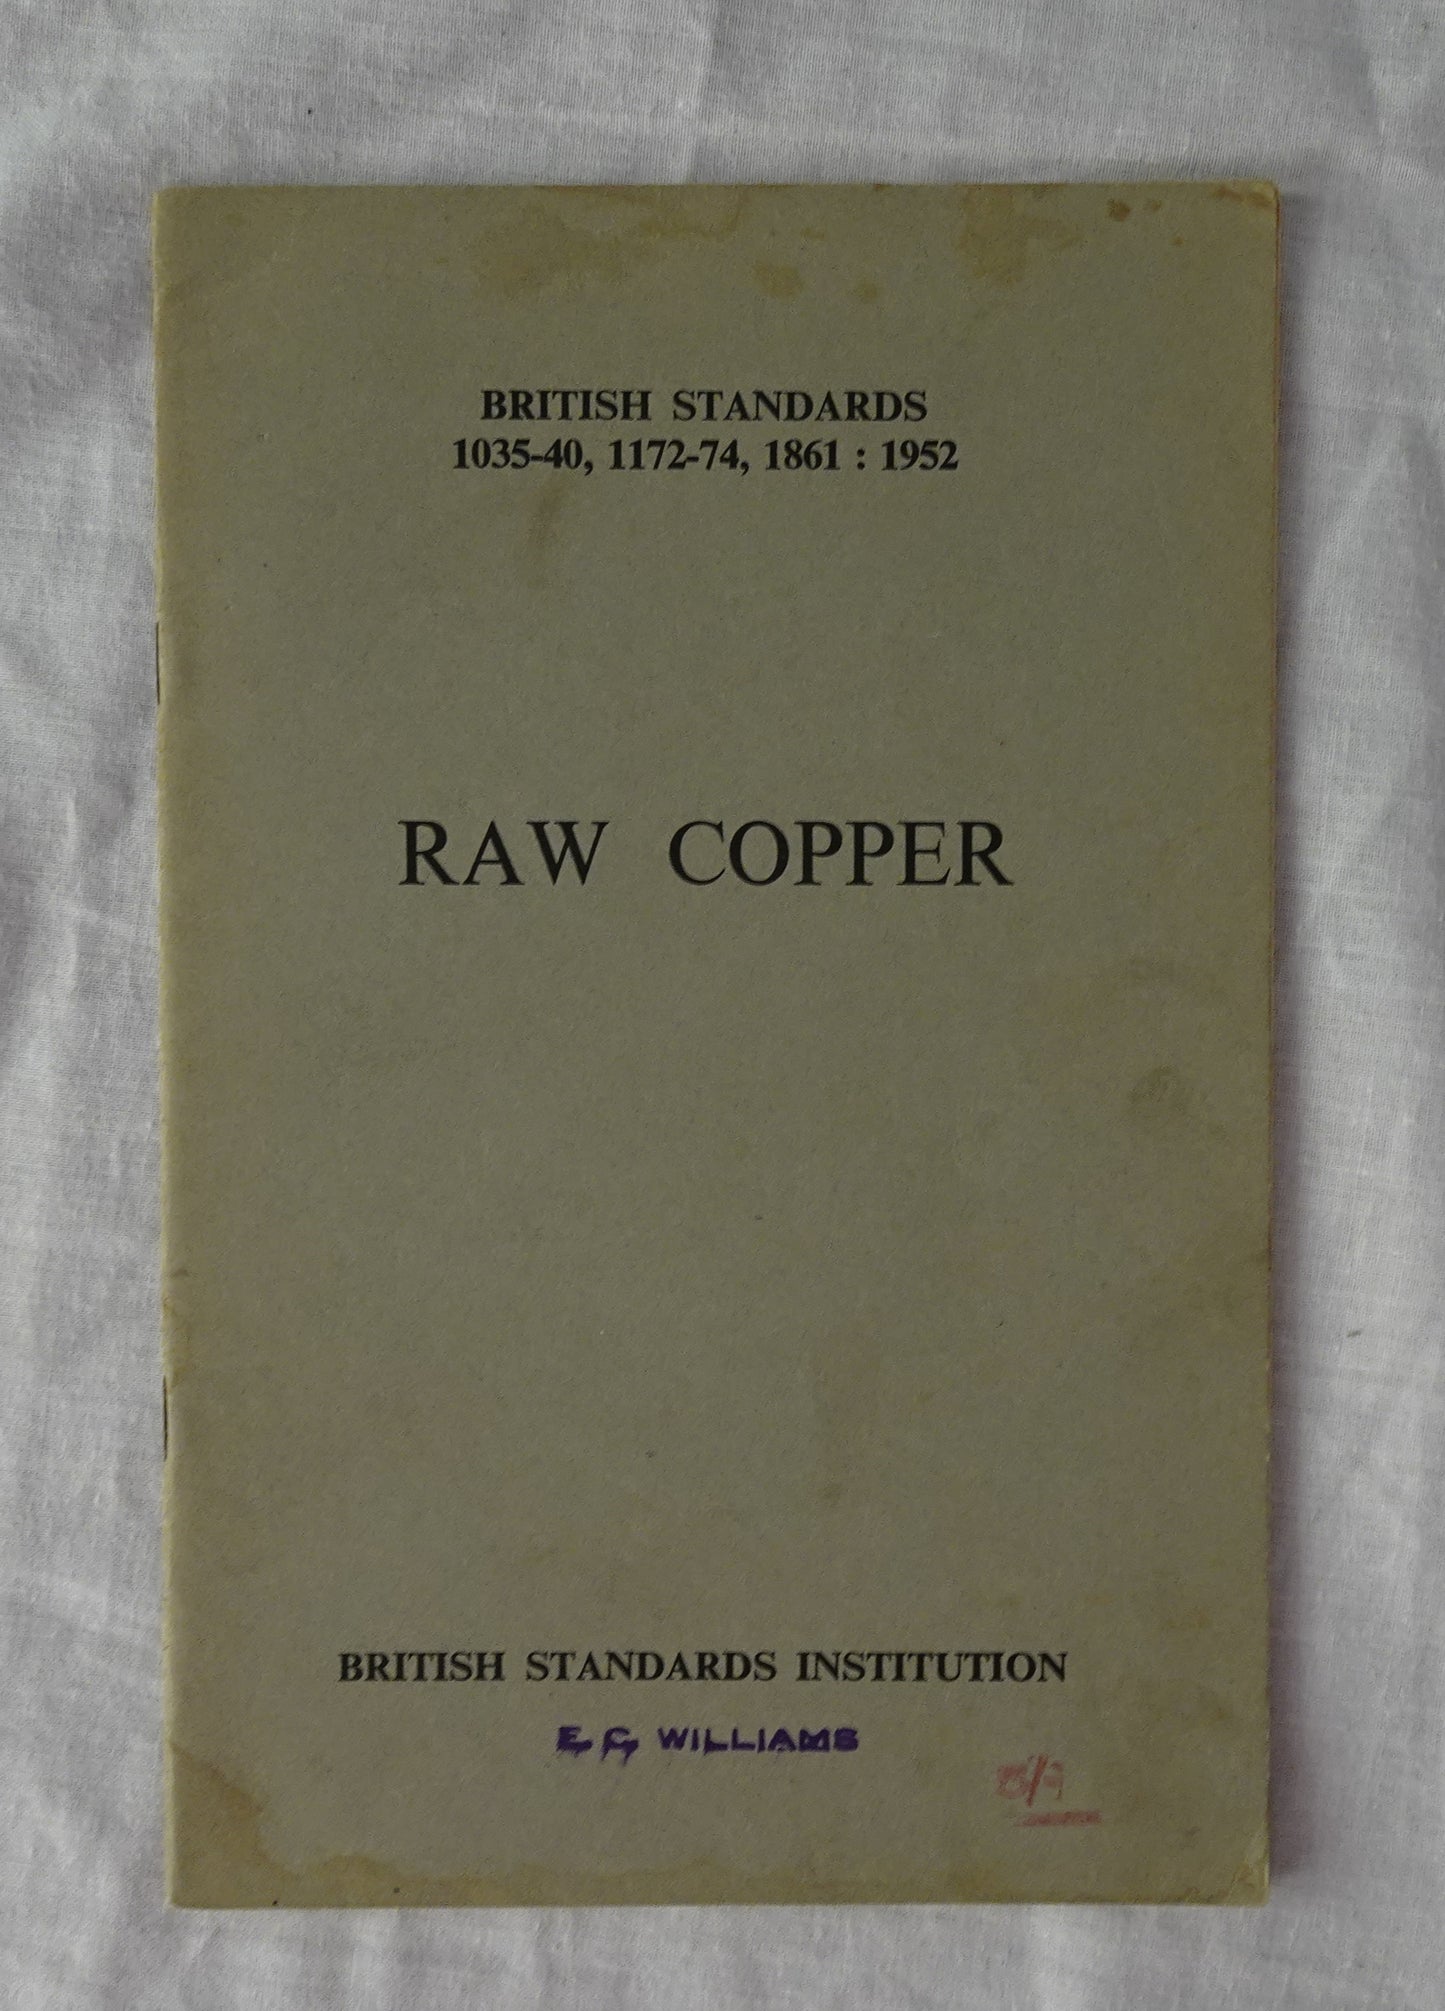 BRITISH STANDARDS
1035-40, 1172-74, 1861 : 1952
RAW COPPER
BRITISH STANDARDS INSTITUTION
E G WILLIAMS